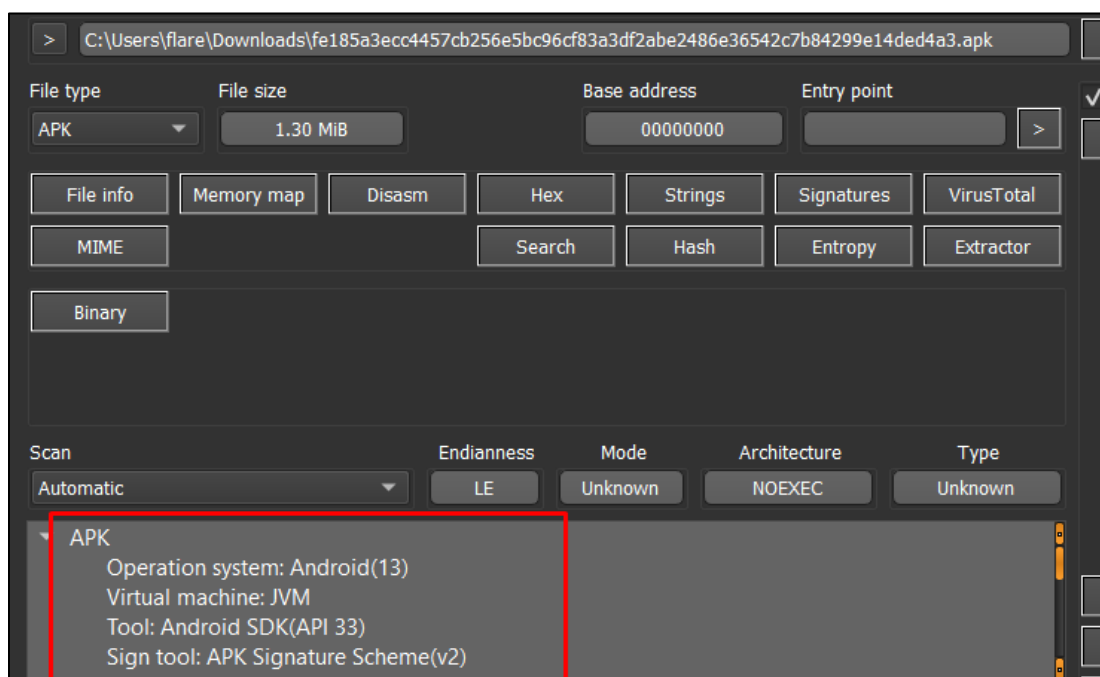 > C:\Users\flare\Downloads\fe185a3ecc4457cb256e5bc96cf83a3df2abe2486e36542c7b84299e14ded4a3.apk
File type File size Base address Entry point
APK 1.30 MiB 00000000 >
File info Memory map Disasm Hex Strings Signatures VirusTotal
MIME Search Hash Entropy Extractor
Binary
Scan Endianness Mode Architecture Type
Automatic LE Unknown NOEXEC Unknown
APK
Operation system: Android(13)
Virtual machine: JVM
Tool: Android SDK(API 33)
Sign tool: APK Signature Scheme(v2)